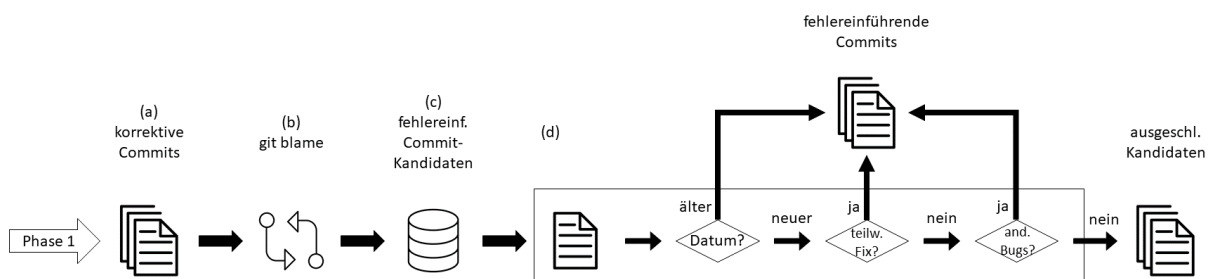 fehlereinführende
Commits
(a)
korrektive
Commits
(b)
git blame
(c)
fehlereinf.
Commit-
Kandidaten
(d)
ausgeschl.
Kandidaten
Phase 1
älter
Datum?
neuer
ja
teilw.
Fix?
nein
ja
and.
Bugs?
nein